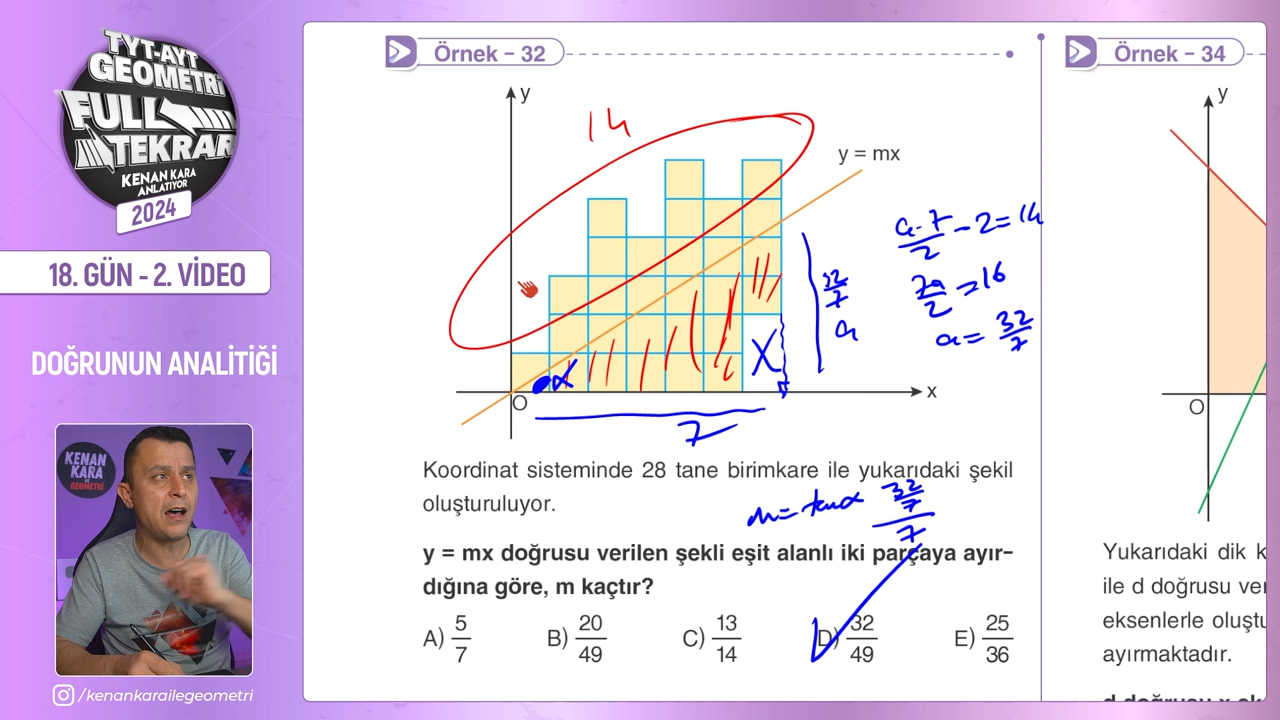 TYT-AYT
GEOMETRİ
FULL
TEKRAR
KENAN KARA
ANLATIYOR
2024
18. GÜN - 2. VİDEO
DOĞRUNUN ANALİTİĞİ
KENAN
KARA
GEOMETRİ
/kenankarailegeometri
Örnek – 32
y
14
y = mx
x
O
α
X
7
32/7
a
a·7/2 - 2 = 14
7a/2 = 16
a = 32/7
Koordinat sisteminde 28 tane birimkare ile yukarıdaki şekil
oluşturuluyor.
m = tanα (32/7)/7
y = mx doğrusu verilen şekli eşit alanlı iki parçaya ayır–
dığına göre, m kaçtır?
A) 5/7 B) 20/49 C) 13/14 D) 32/49 E) 25/36
Örnek – 34
y
O
Yukarıdaki dik k
ile d doğrusu ver
eksenlerle oluştu
ayırmaktadır.